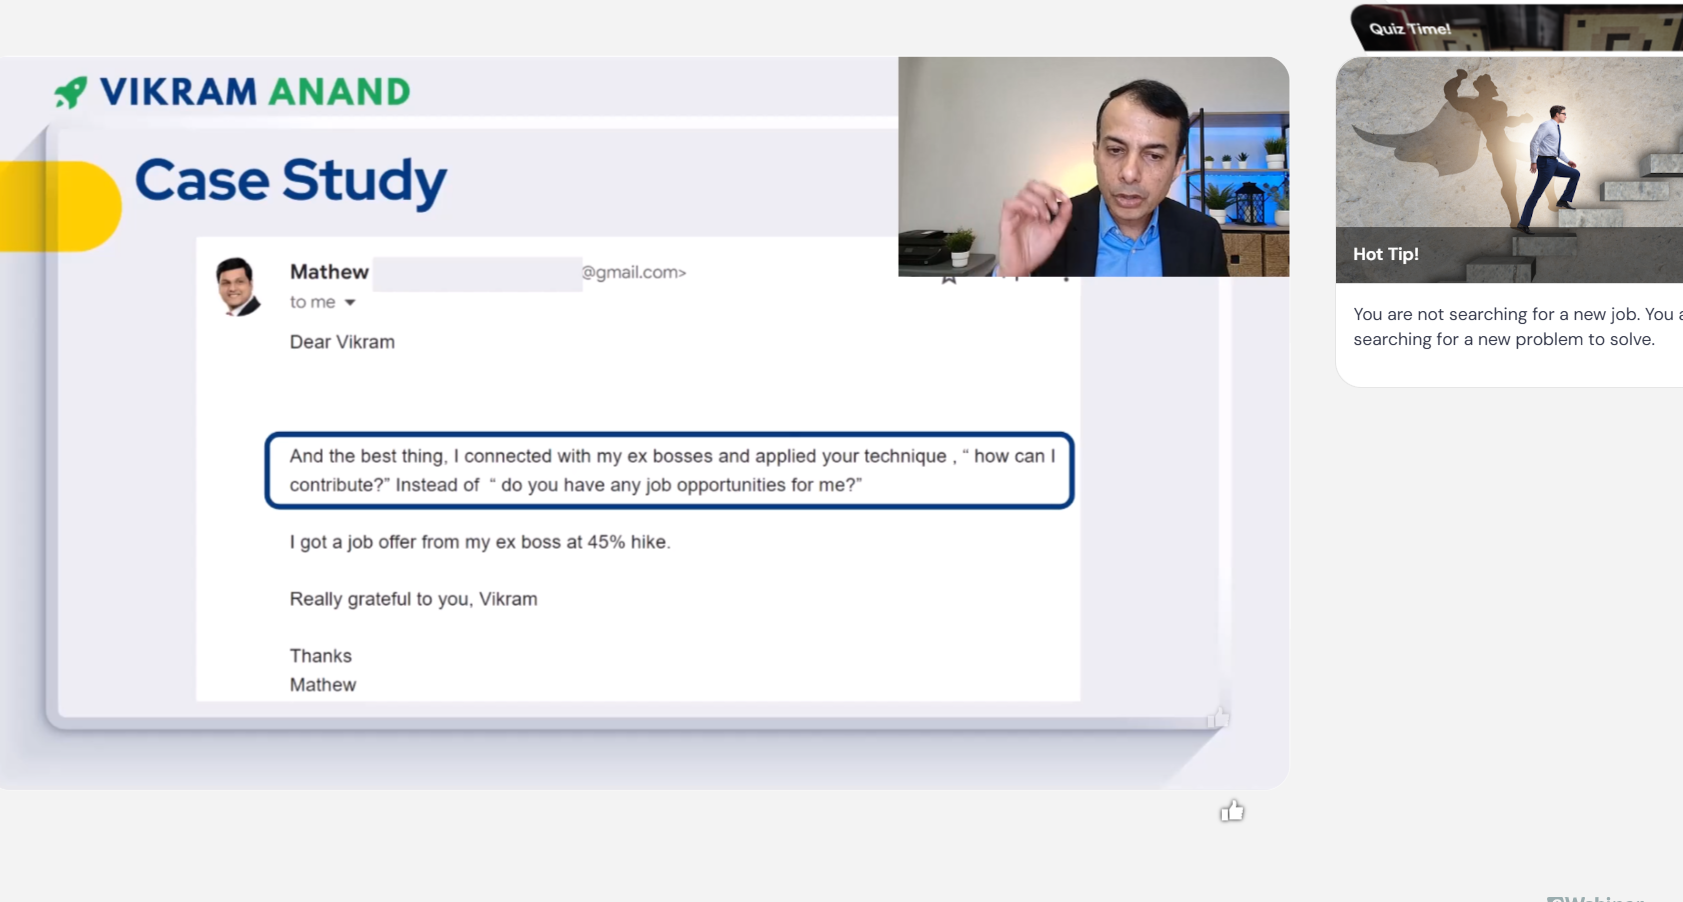 VIKRAM ANAND
Case Study
Mathew @gmail.com>
to me
Dear Vikram
And the best thing, I connected with my ex bosses and applied your technique , “ how can I
contribute?” Instead of “ do you have any job opportunities for me?”
I got a job offer from my ex boss at 45% hike.
Really grateful to you, Vikram
Thanks
Mathew
Quiz Time!
Hot Tip!
You are not searching for a new job. You
searching for a new problem to solve.